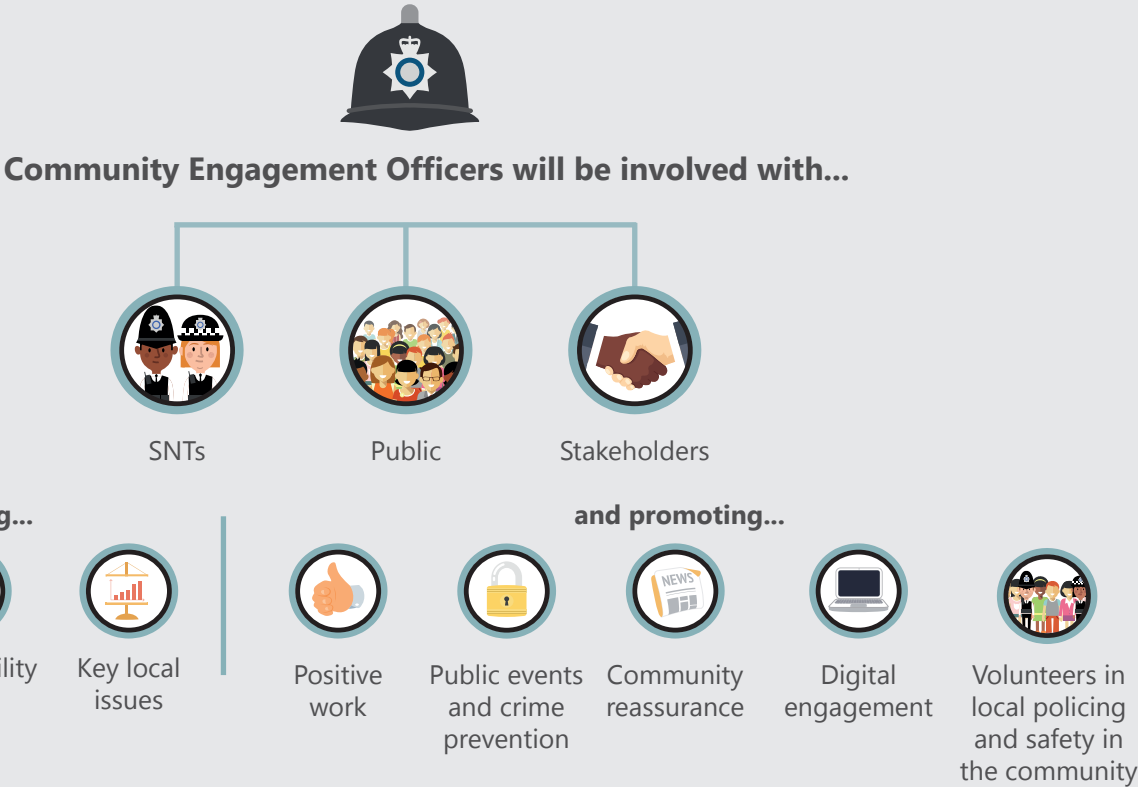 Community Engagement Officers will be involved with...
SNTs
Public
Stakeholders
g...
and promoting...
NEWS
ility
Key local
issues
Positive
work
Public events
and crime
prevention
Community
reassurance
Digital
engagement
Volunteers in
local policing
and safety in
the community